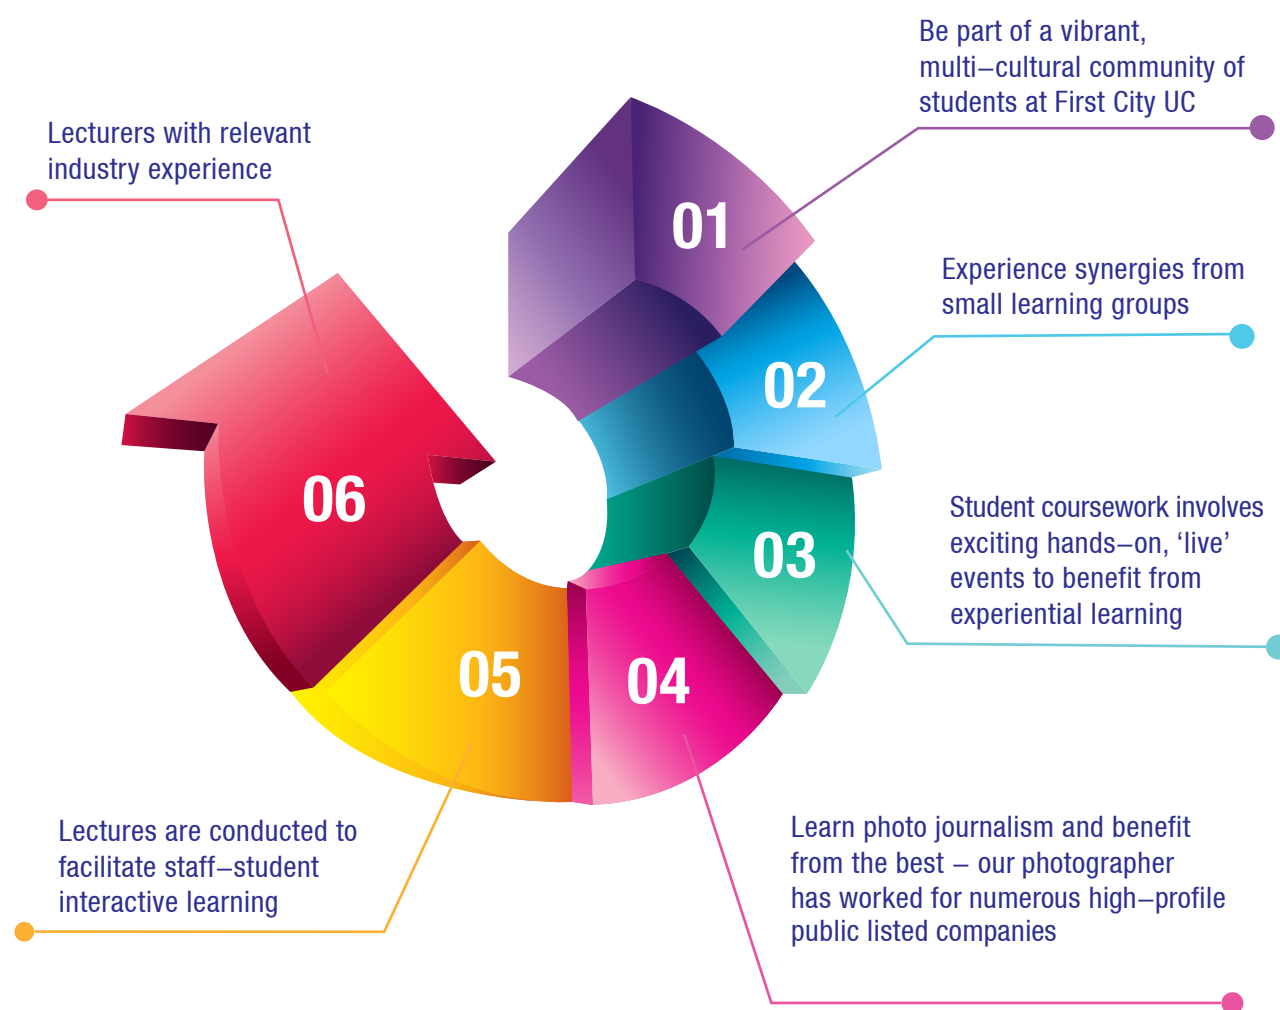 01
Be part of a vibrant,
multi–cultural community of
students at First City UC
02
Experience synergies from
small learning groups
03
Student coursework involves
exciting hands–on, ‘live’
events to benefit from
experiential learning
04
Learn photo journalism and benefit
from the best – our photographer
has worked for numerous high–profile
public listed companies
05
Lectures are conducted to
facilitate staff–student
interactive learning
06
Lecturers with relevant
industry experience